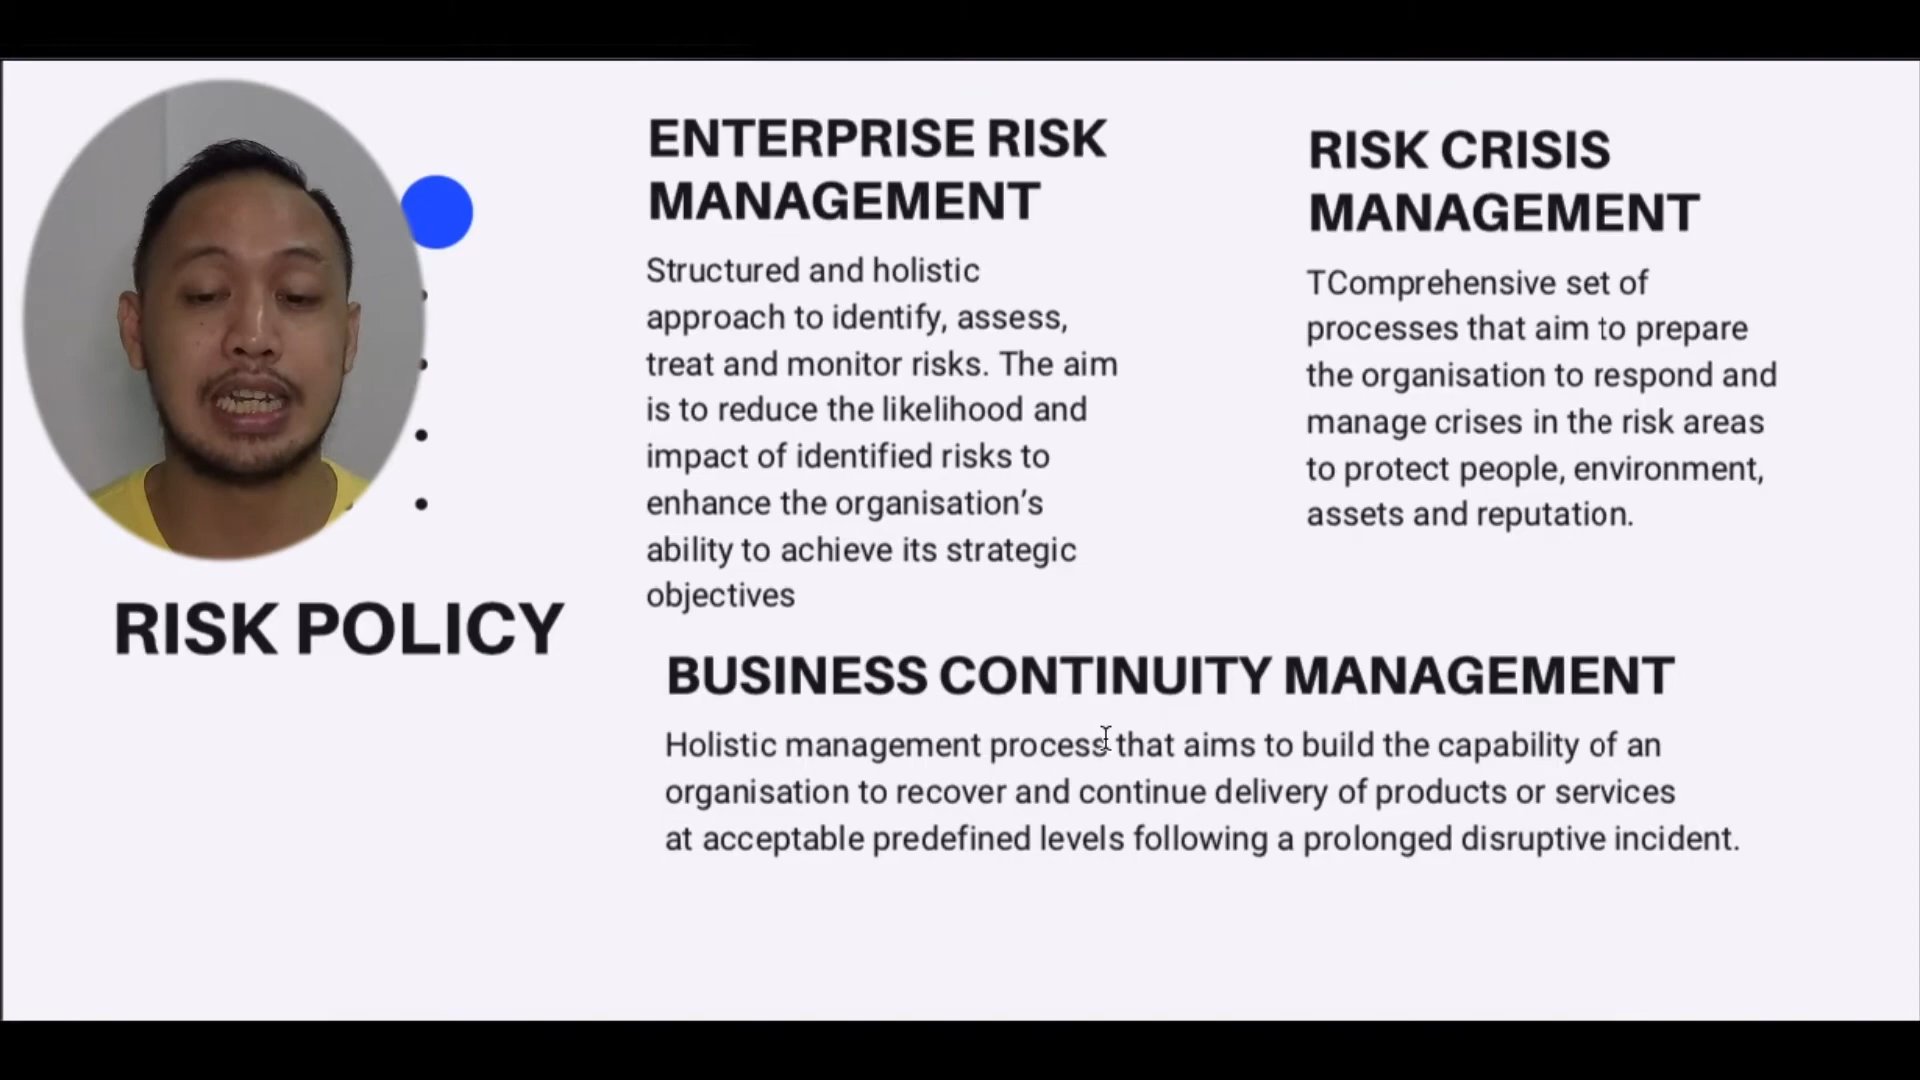 ENTERPRISE RISK
MANAGEMENT
Structured and holistic
approach to identify, assess,
treat and monitor risks. The aim
is to reduce the likelihood and
impact of identified risks to
enhance the organisation’s
ability to achieve its strategic
objectives
RISK CRISIS
MANAGEMENT
TComprehensive set of
processes that aim to prepare
the organisation to respond and
manage crises in the risk areas
to protect people, environment,
assets and reputation.
RISK POLICY
BUSINESS CONTINUITY MANAGEMENT
Holistic management process that aims to build the capability of an
organisation to recover and continue delivery of products or services
at acceptable predefined levels following a prolonged disruptive incident.